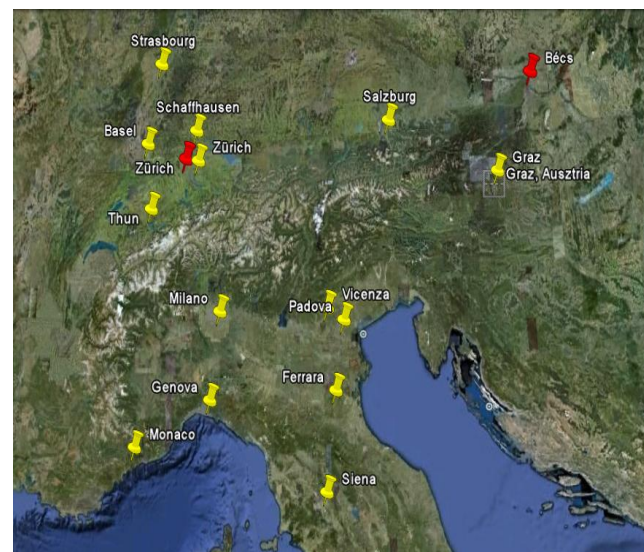 Strasbourg
Bécs
Salzburg
Schaffhausen
Basel
Zürich
Zürich
Graz
Graz, Ausztria
Thun
Milano
Padova
Vicenza
Genova
Ferrara
Monaco
Siena